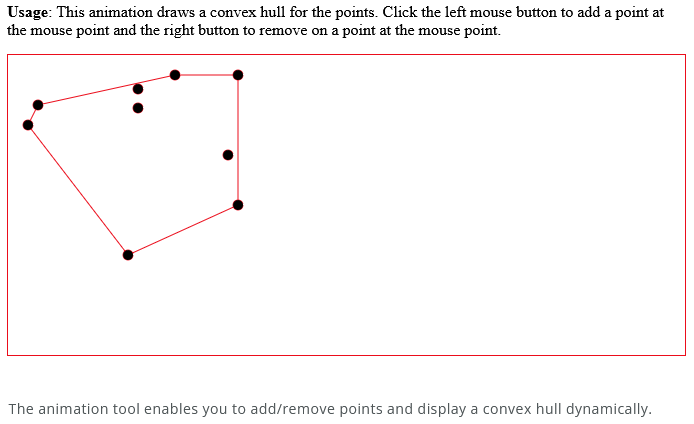 Usage: This animation draws a convex hull for the points. Click the left mouse button to add a point at
the mouse point and the right button to remove on a point at the mouse point.
The animation tool enables you to add/remove points and display a convex hull dynamically.